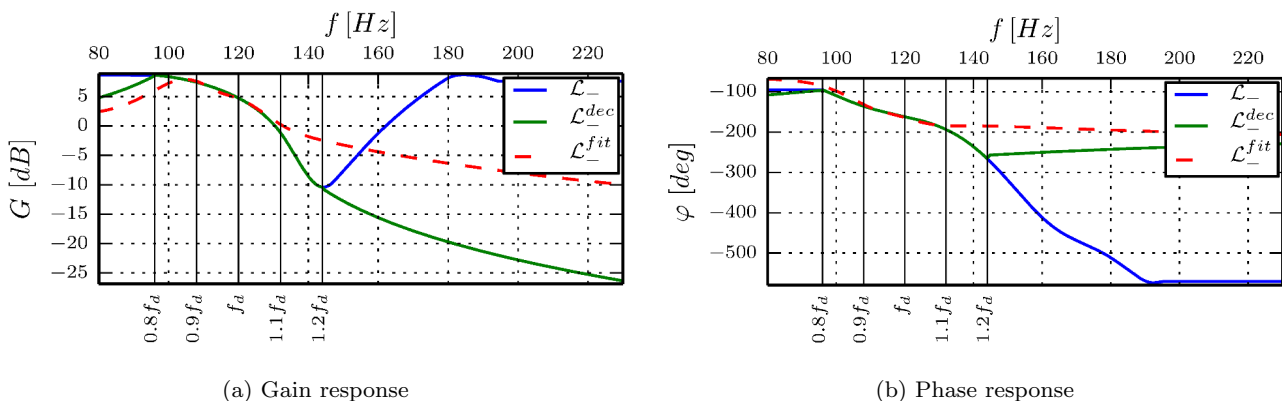 f [Hz]
80 100 120 140 160 180 200 220
5
0
−5
−10
−15
−20
−25
G [dB]
ℒ₋
ℒ₋ᵈᵉᶜ
ℒ₋ᶠⁱᵗ
0.8f_d
0.9f_d
f_d
1.1f_d
1.2f_d
(a) Gain response
f [Hz]
80 100 120 140 160 180 200 220
−100
−200
−300
−400
−500
φ [deg]
ℒ₋
ℒ₋ᵈᵉᶜ
ℒ₋ᶠⁱᵗ
0.8f_d
0.9f_d
f_d
1.1f_d
1.2f_d
(b) Phase response